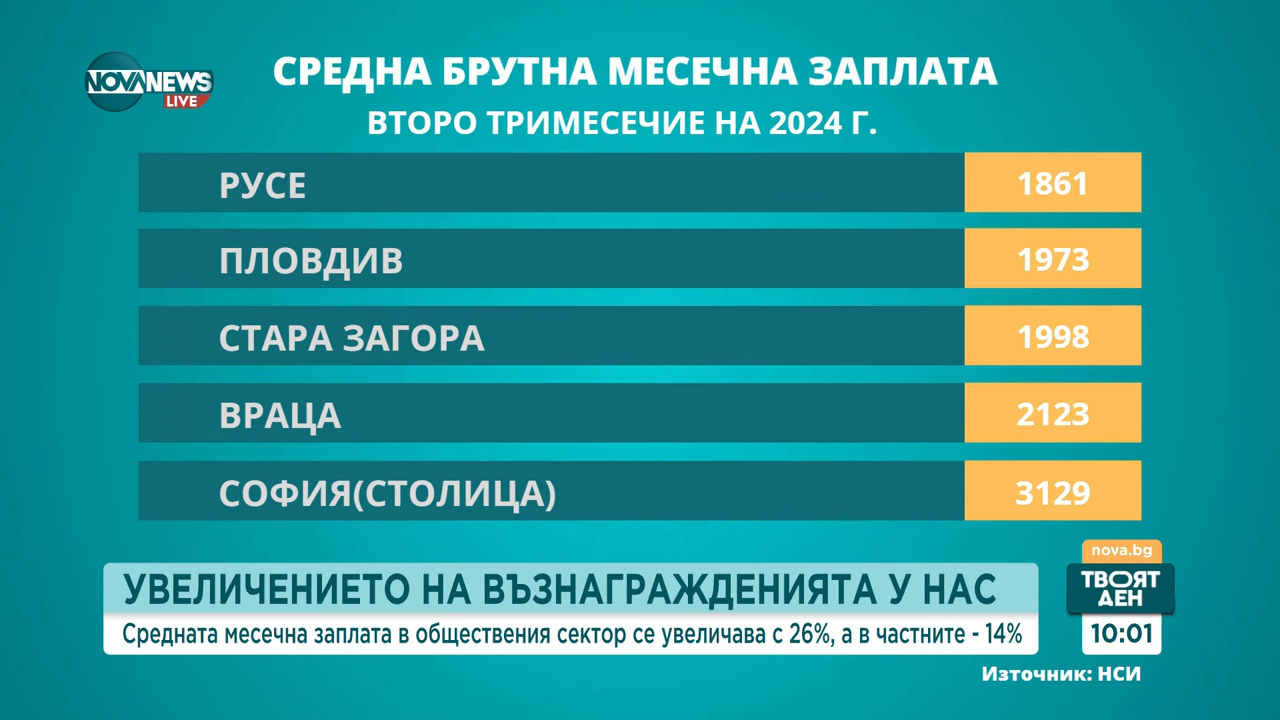 NOVANEWS
LIVE
СРЕДНА БРУТНА МЕСЕЧНА ЗАПЛАТА
ВТОРО ТРИМЕСЕЧИЕ НА 2024 Г.
РУСЕ 1861
ПЛОВДИВ 1973
СТАРА ЗАГОРА 1998
ВРАЦА 2123
СОФИЯ(СТОЛИЦА) 3129
УВЕЛИЧЕНИЕТО НА ВЪЗНАГРАЖДЕНИЯТА У НАС
Средната месечна заплата в обществения сектор се увеличава с 26%, а в частните - 14%
nova.bg
ТВОЯТ
ДЕН
10:01
Източник: НСИ